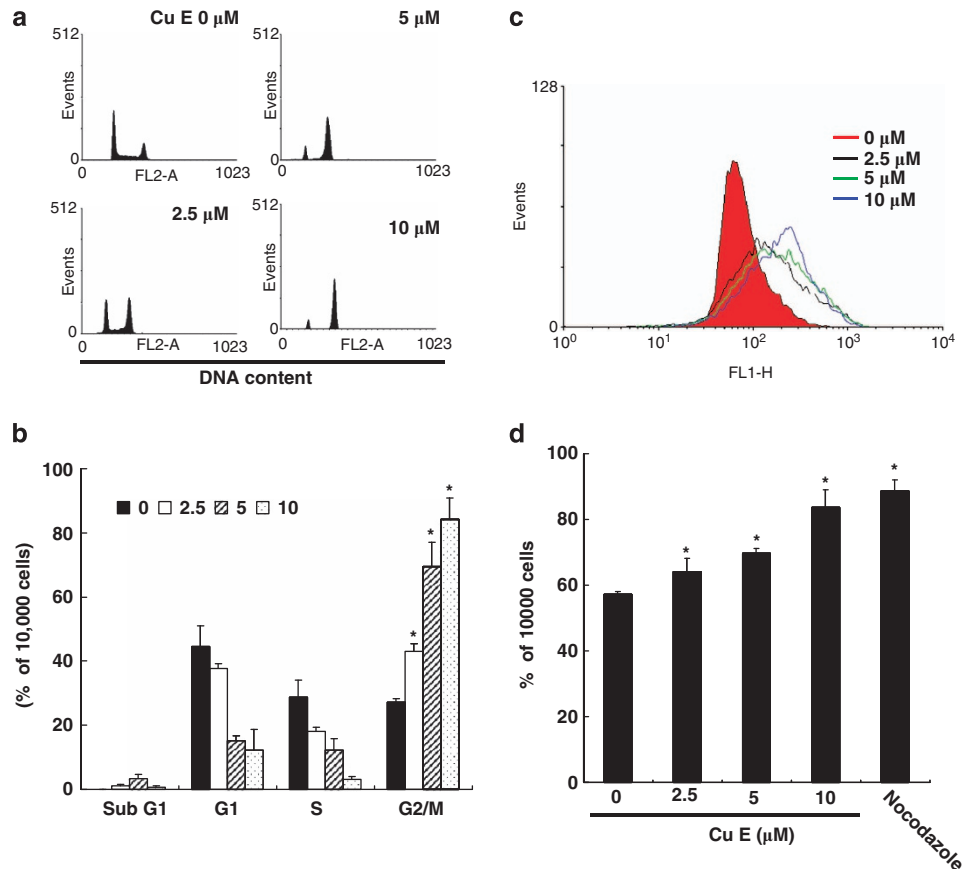 a
Cu E 0 μM
512
Events
0
0
FL2-A
1023
5 μM
512
Events
0
0
1023
2.5 μM
512
Events
0
0
FL2-A
1023
10 μM
512
Events
0
0
FL2-A
1023
DNA content
b
100
80
60
40
20
0
(% of 10,000 cells)
0 2.5 5 10
* * *
Sub G1 G1 S G2/M
c
128
Events
0
0 μM
2.5 μM
5 μM
10 μM
10⁰ 10¹ 10² 10³ 10⁴
FL1-H
d
100
80
60
40
20
0
% of 10000 cells
* * * *
0 2.5 5 10 Nocodazole
Cu E (μM)